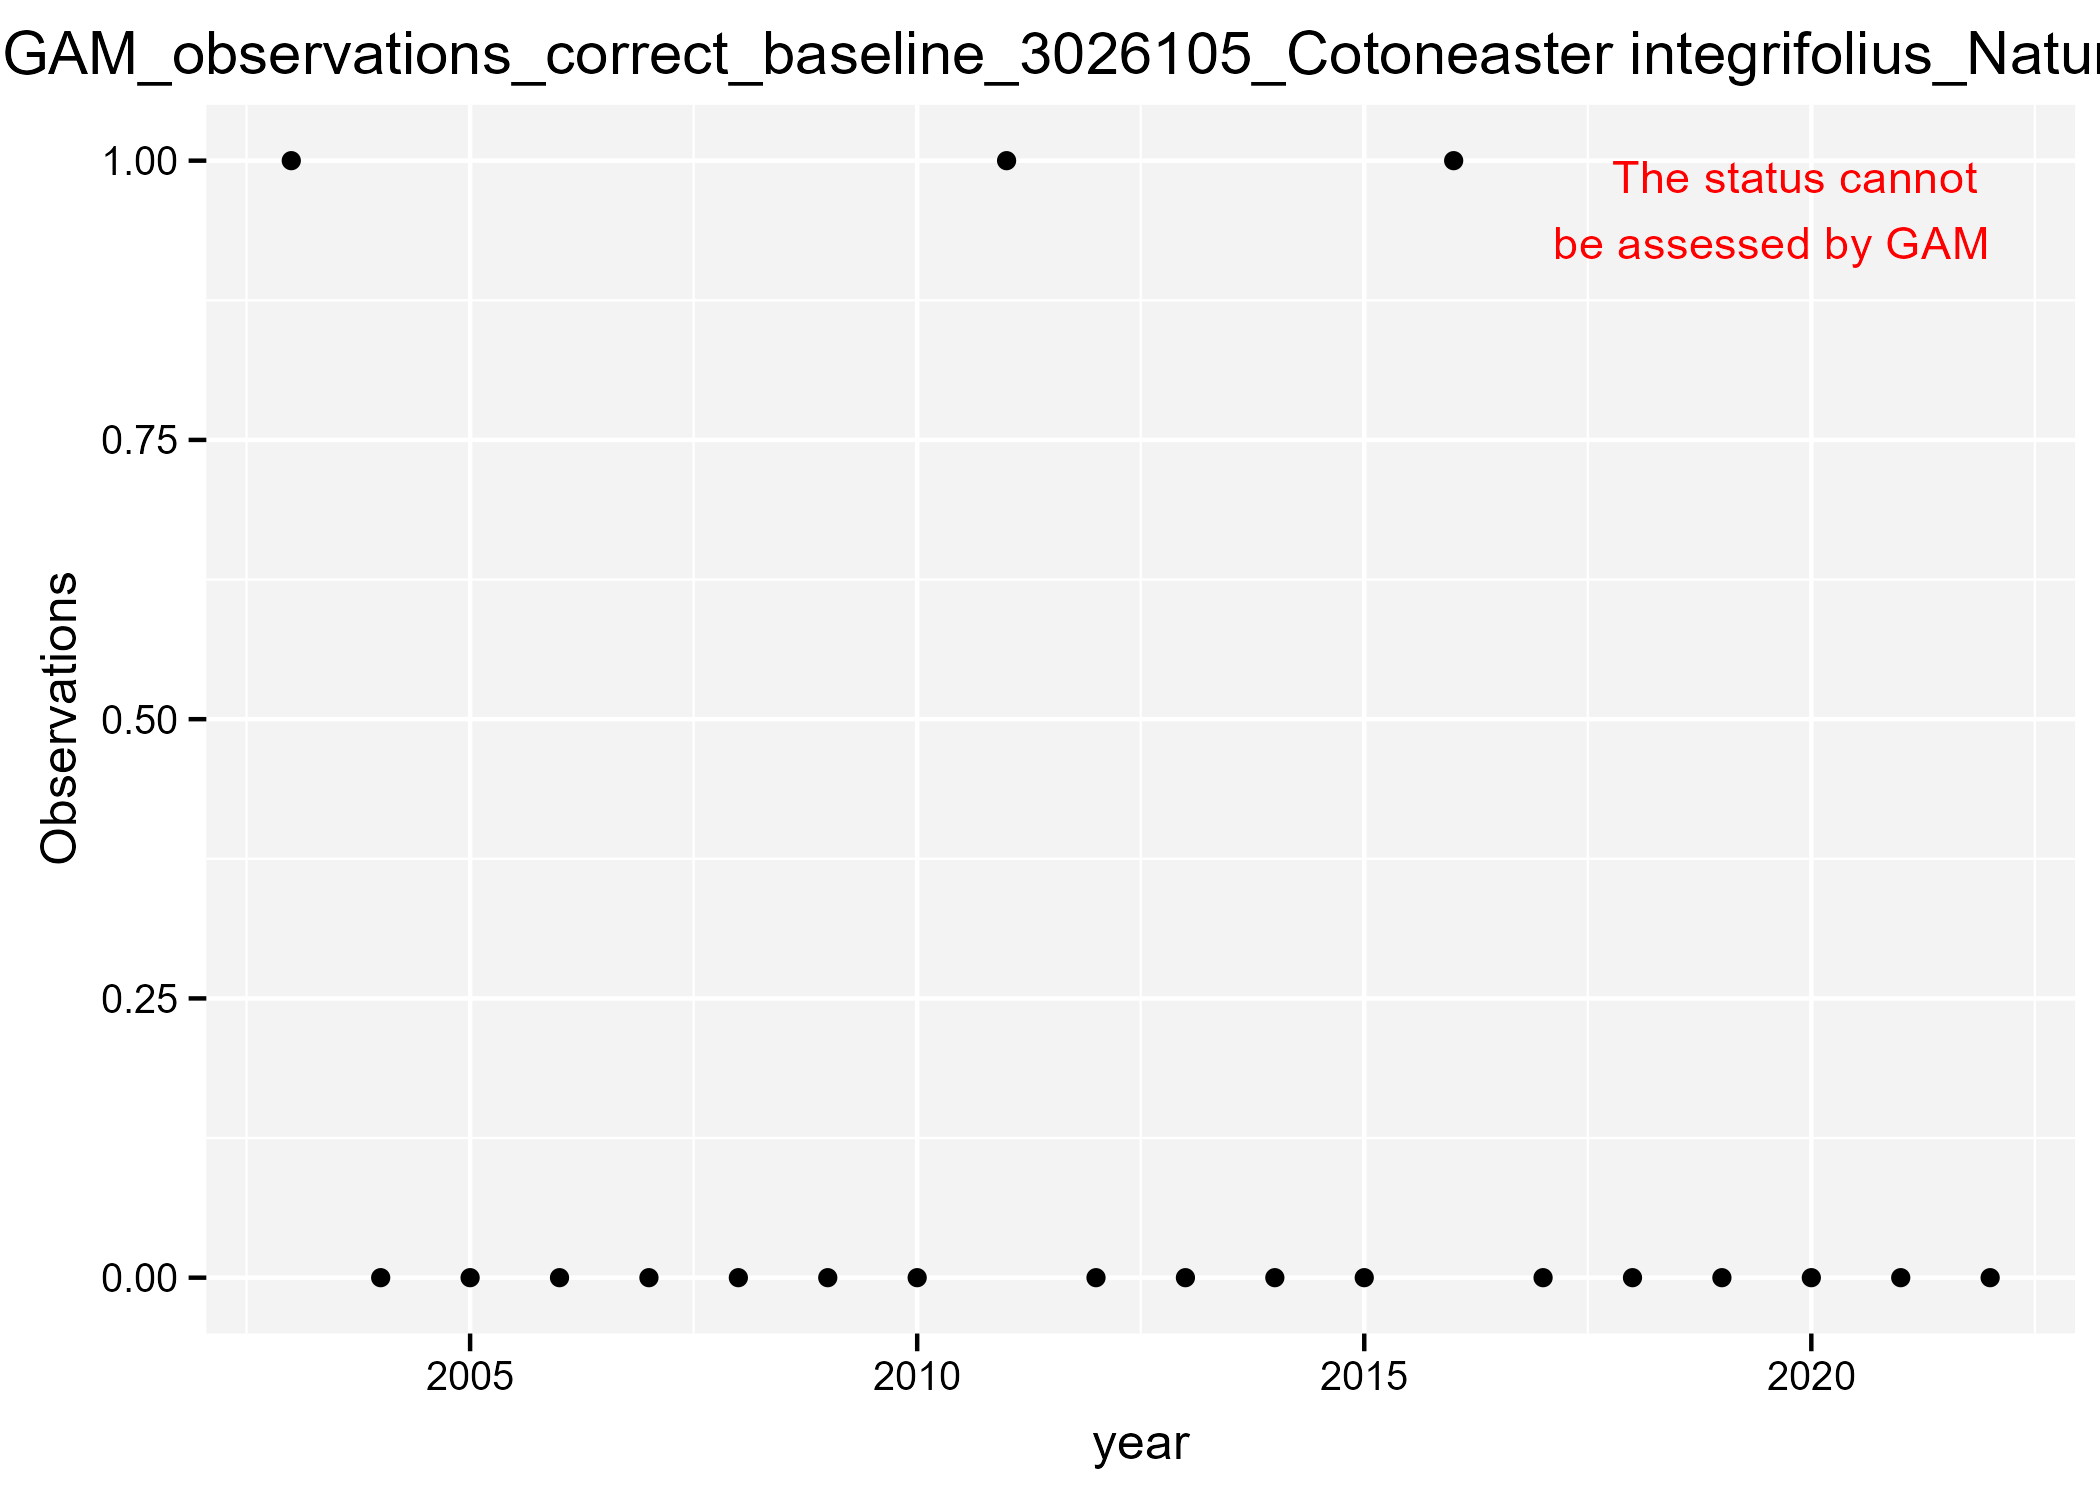 GAM_observations_correct_baseline_3026105_Cotoneaster integrifolius_Natur
1.00
The status cannot
be assessed by GAM
0.75
0.50
0.25
0.00
Observations
2005 2010 2015 2020
year